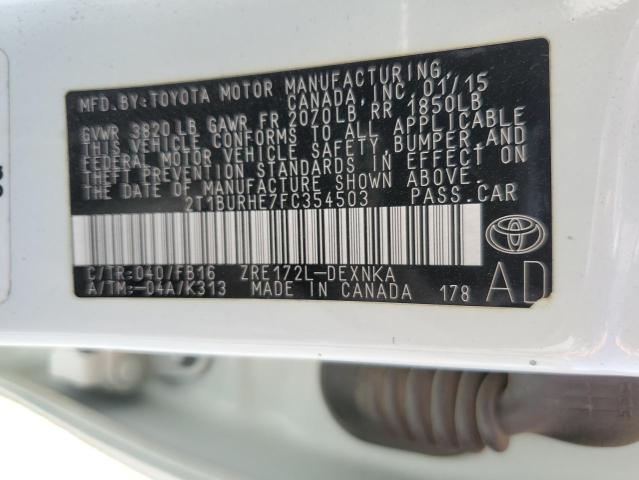 MFD. BY: TOYOTA MOTOR MANUFACTURING,
CANADA, INC. 01/15
GVWR 3820LB GAWR FR 2070LB RR 1850LB
THIS VEHICLE CONFORMS TO ALL APPLICABLE
FEDERAL MOTOR VEHICLE SAFETY, BUMPER, AND
THEFT PREVENTION STANDARDS IN EFFECT ON
THE DATE OF MANUFACTURE SHOWN ABOVE.
2T1BURHE7FC354503 PASS.CAR
C/TR:040/FB16 ZRE172L-DEXNKA
A/TM:-04A/K313 MADE IN CANADA 178
AD